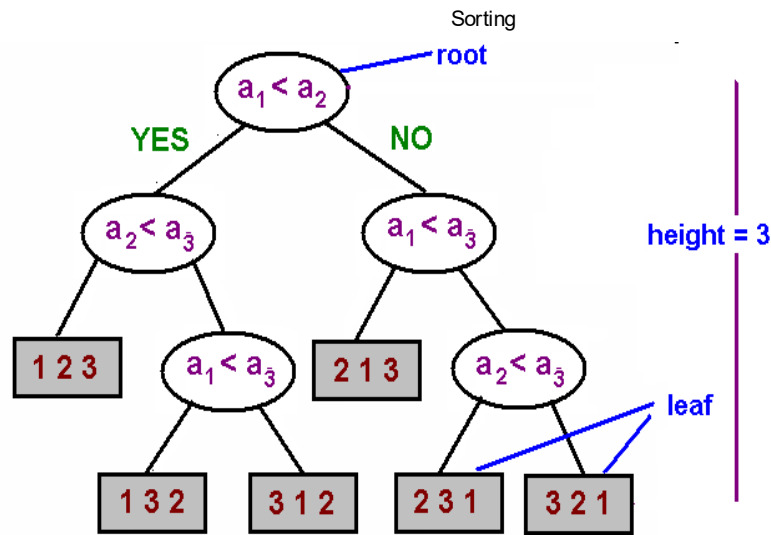 Sorting
root
a₁ < a₂
YES
NO
a₂ < a₃
a₁ < a₃
height = 3
1 2 3
a₁ < a₃
2 1 3
a₂ < a₃
leaf
1 3 2
3 1 2
2 3 1
3 2 1